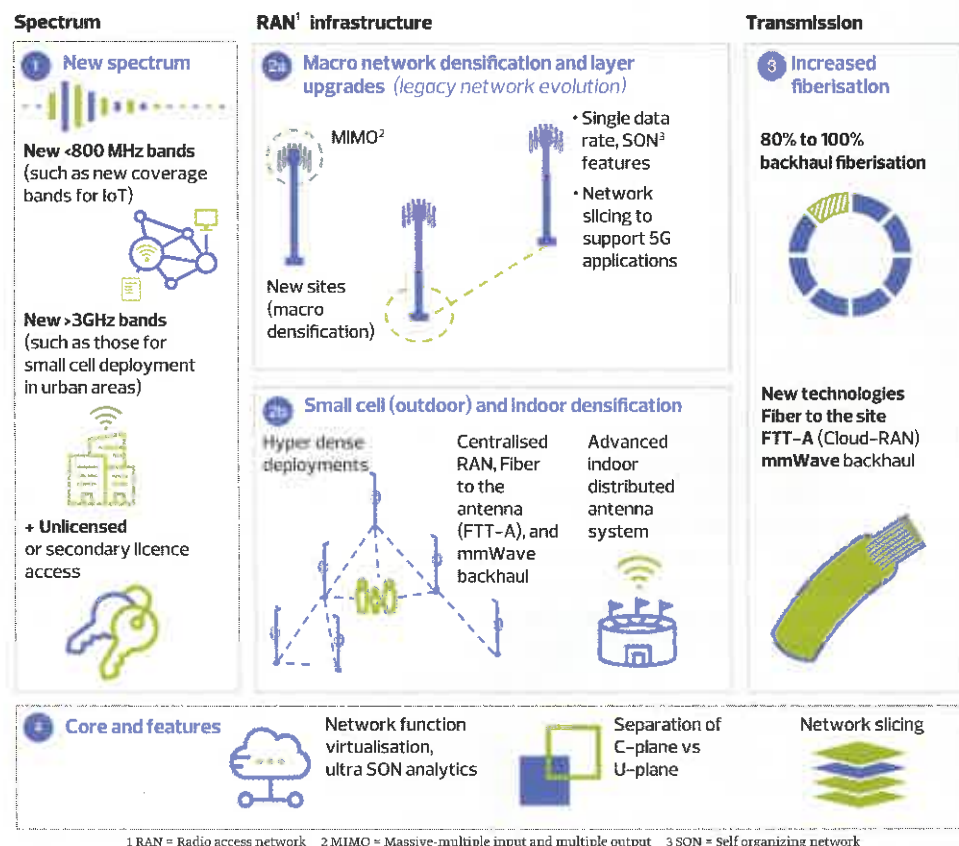 Spectrum
1 New spectrum
New <800 MHz bands
(such as new coverage
bands for IoT)
New >3GHz bands
(such as those for
small cell deployment
in urban areas)
+ Unlicensed
or secondary licence
access
RAN¹ infrastructure
2a Macro network densification and layer
upgrades (legacy network evolution)
MIMO²
New sites
(macro
densification)
• Single data
rate, SON³
features
• Network
slicing to
support 5G
applications
2b Small cell (outdoor) and indoor densification
Hyper dense
deployments
Centralised
RAN, Fiber
to the
antenna
(FTT-A), and
mmWave
backhaul
Advanced
indoor
distributed
antenna
system
Transmission
3 Increased
fiberisation
80% to 100%
backhaul fiberisation
New technologies
Fiber to the site
FTT-A (Cloud-RAN)
mmWave backhaul
4 Core and features
Network function
virtualisation,
ultra SON analytics
Separation of
C-plane vs
U-plane
Network slicing
1 RAN = Radio access network 2 MIMO = Massive-multiple input and multiple output 3 SON = Self organizing network